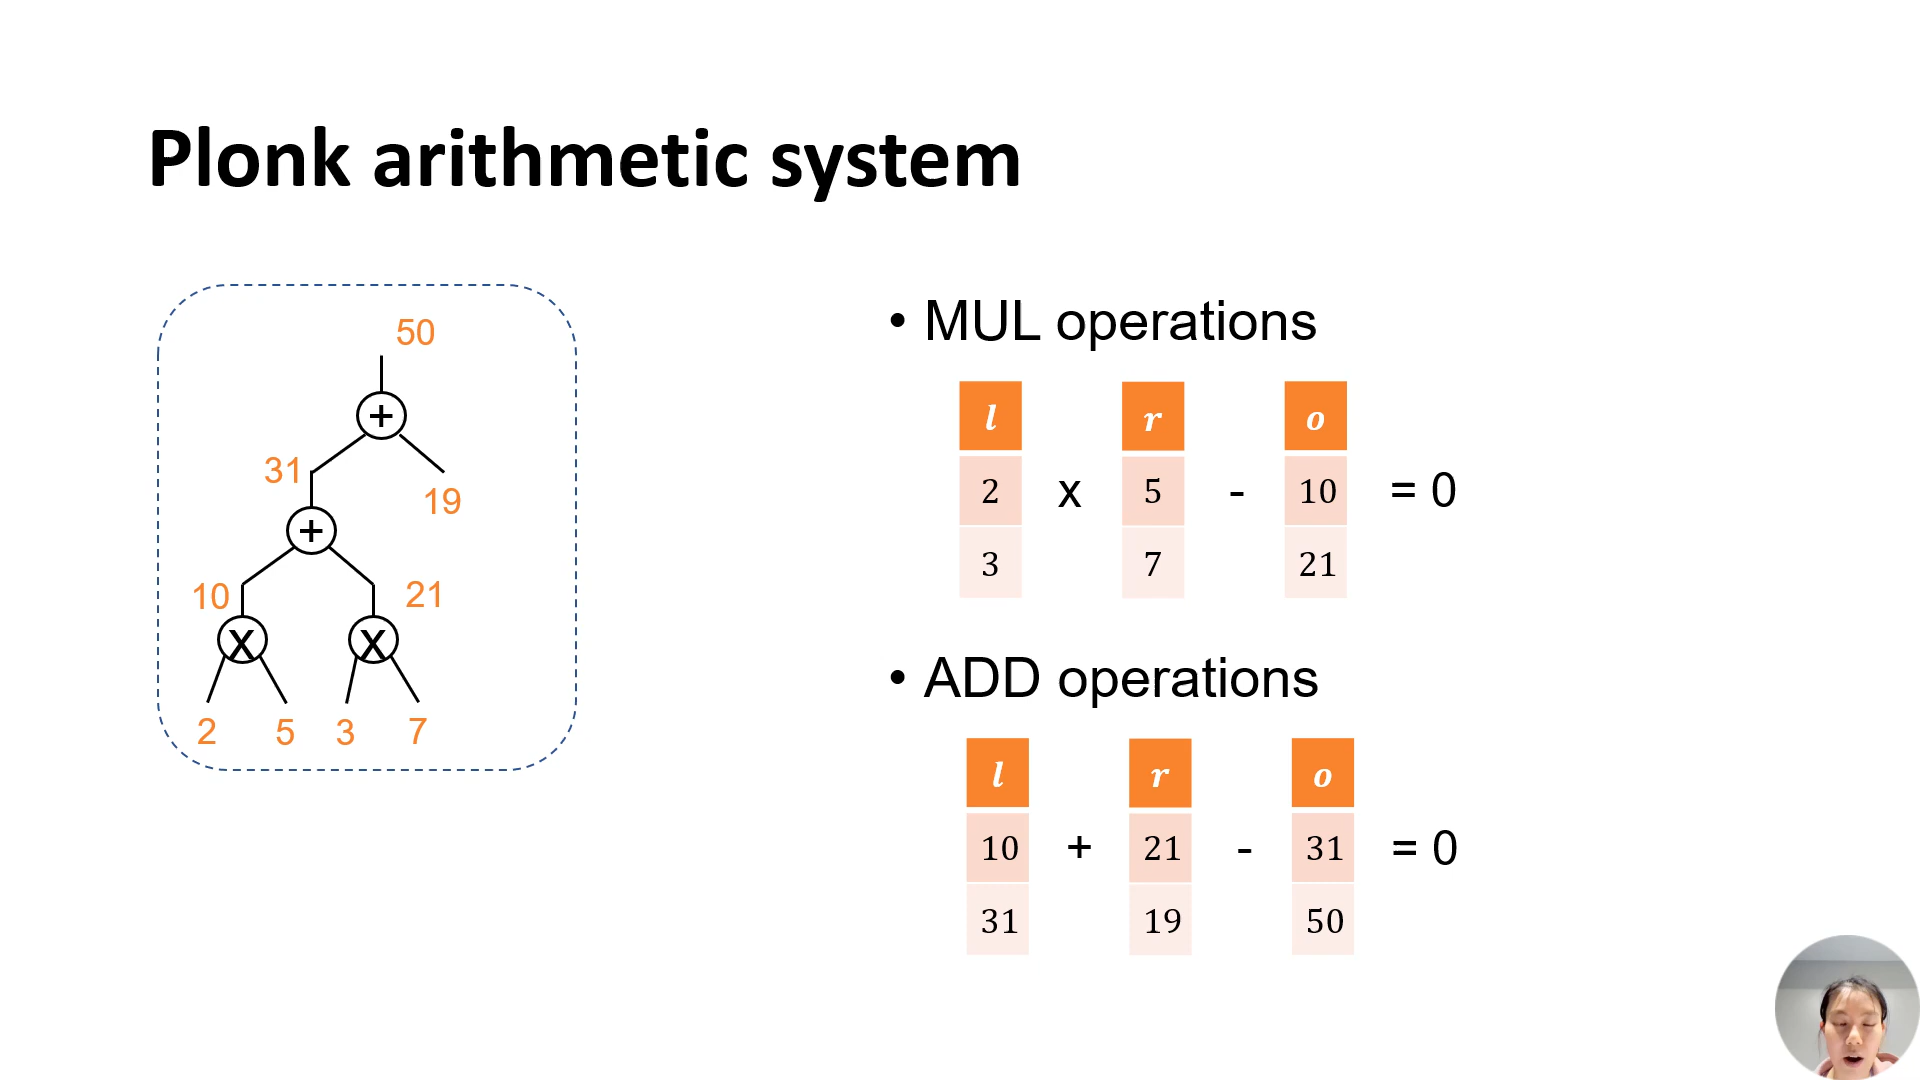 Plonk arithmetic system
50
+
31
19
+
10
21
X
X
2 5 3 7
• MUL operations
l r o
2 x 5 - 10 = 0
3 7 21
• ADD operations
l r o
10 + 21 - 31 = 0
31 19 50